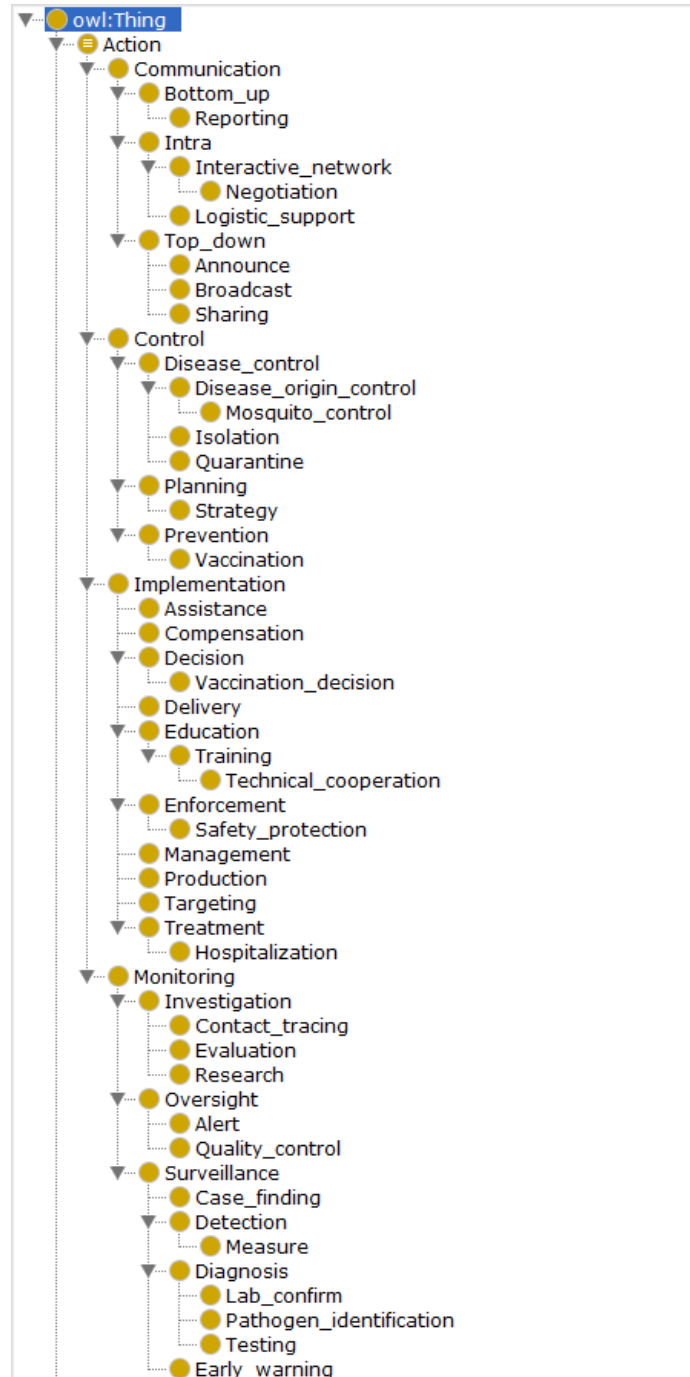 owl:Thing
Action
Communication
Bottom_up
Reporting
Intra
Interactive_network
Negotiation
Logistic_support
Top_down
Announce
Broadcast
Sharing
Control
Disease_control
Disease_origin_control
Mosquito_control
Isolation
Quarantine
Planning
Strategy
Prevention
Vaccination
Implementation
Assistance
Compensation
Decision
Vaccination_decision
Delivery
Education
Training
Technical_cooperation
Enforcement
Safety_protection
Management
Production
Targeting
Treatment
Hospitalization
Monitoring
Investigation
Contact_tracing
Evaluation
Research
Oversight
Alert
Quality_control
Surveillance
Case_finding
Detection
Measure
Diagnosis
Lab_confirm
Pathogen_identification
Testing
Early_warning